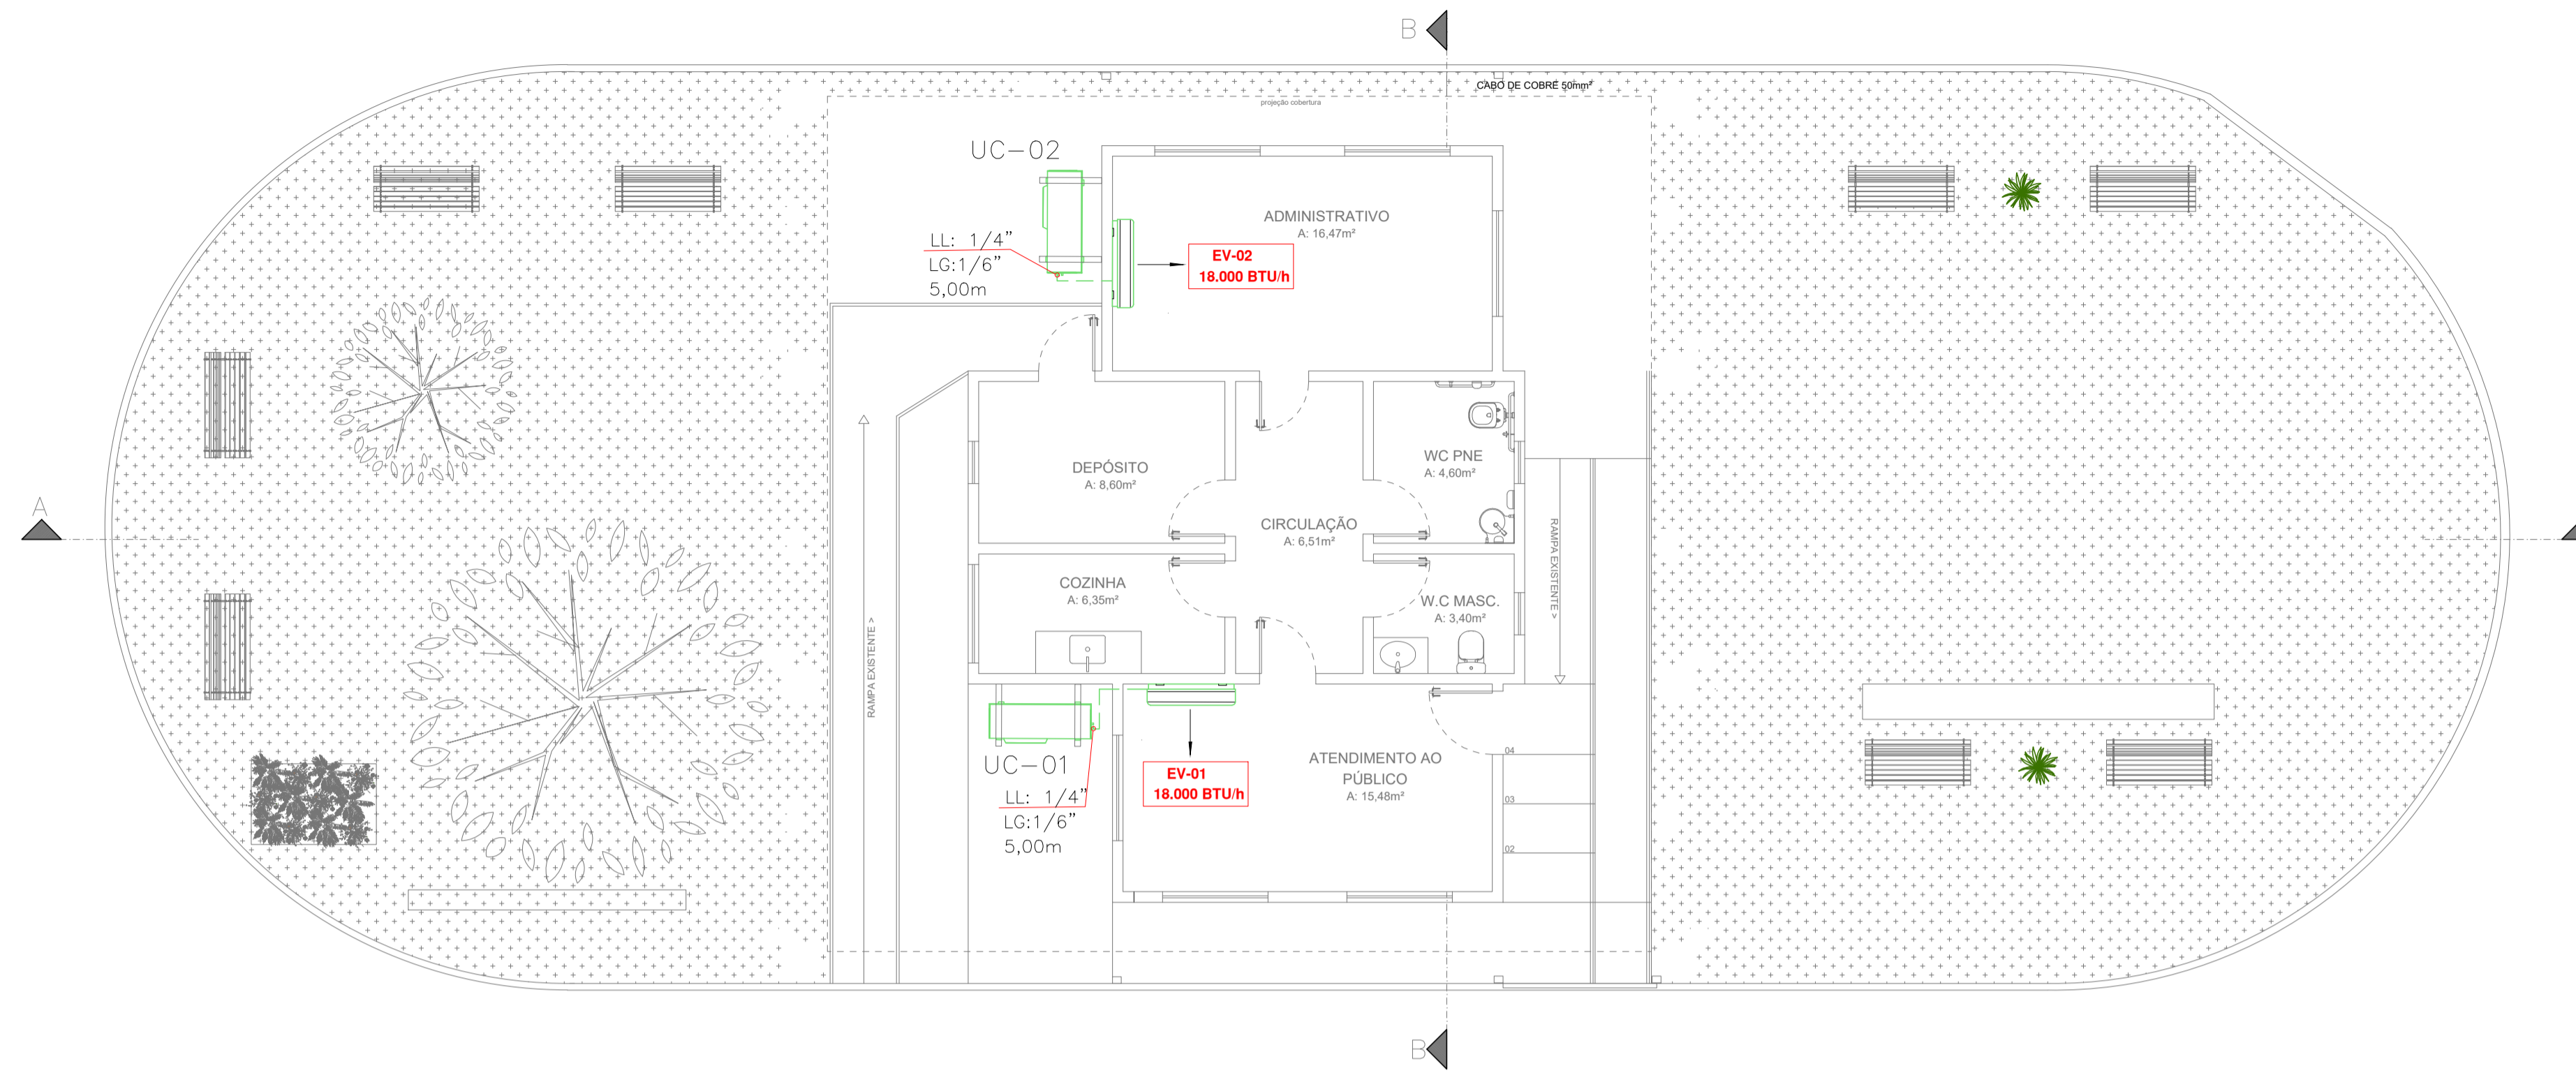 B
CABO DE COBRE 50mm²
projeção cobertura
UC-02
LL: 1/4"
LG:1/6"
5,00m
ADMINISTRATIVO
A: 16,47m²
EV-02
18.000 BTU/h
DEPÓSITO
A: 8,60m²
WC PNE
A: 4,60m²
A
CIRCULAÇÃO
A: 6,51m²
RAMPA EXISTENTE >
COZINHA
A: 6,35m²
W.C MASC.
A: 3,40m²
RAMPA EXISTENTE >
UC-01
LL: 1/4"
LG:1/6"
5,00m
EV-01
18.000 BTU/h
ATENDIMENTO AO
PÚBLICO
A: 15,48m²
04
03
02
B